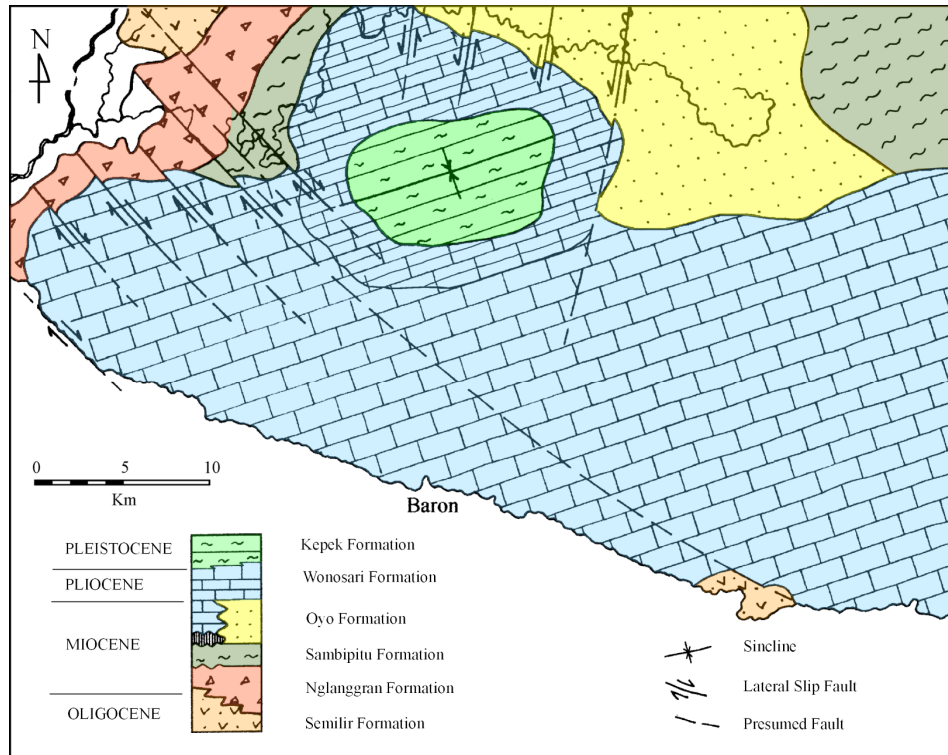 N
0 5 10
Km
Baron
PLEISTOCENE
Kepek Formation
PLIOCENE
Wonosari Formation
MIOCENE
Oyo Formation
Sambipitu Formation
Nglanggran Formation
OLIGOCENE
Semilir Formation
Sincline
Lateral Slip Fault
Presumed Fault